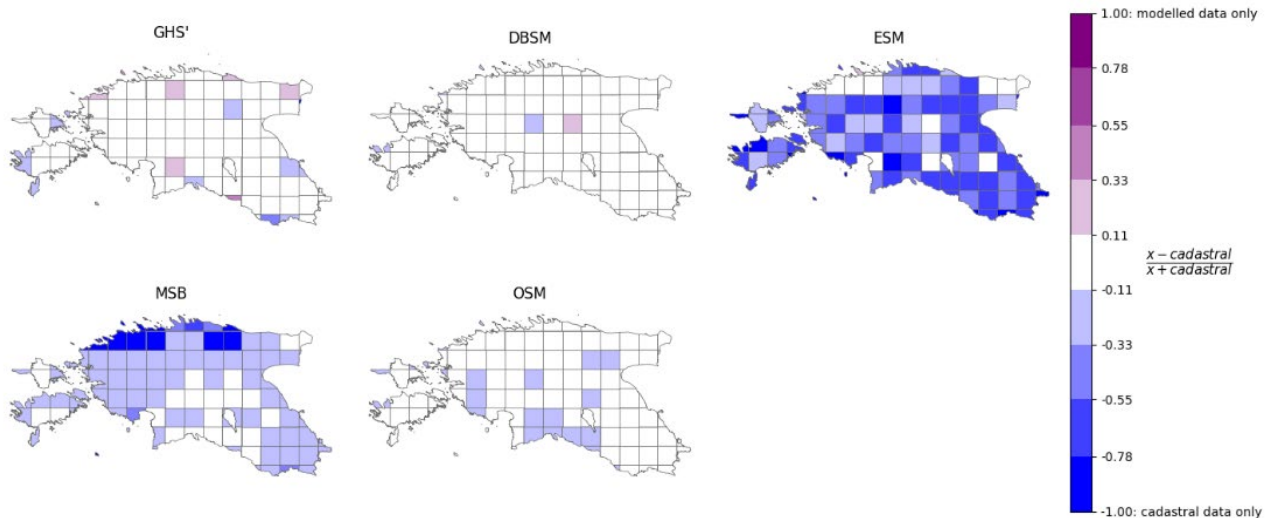 GHS'
DBSM
ESM
MSB
OSM
1.00: modelled data only
0.78
0.55
0.33
0.11
-0.11
-0.33
-0.55
-0.78
-1.00: cadastral data only
x − cadastral
x + cadastral